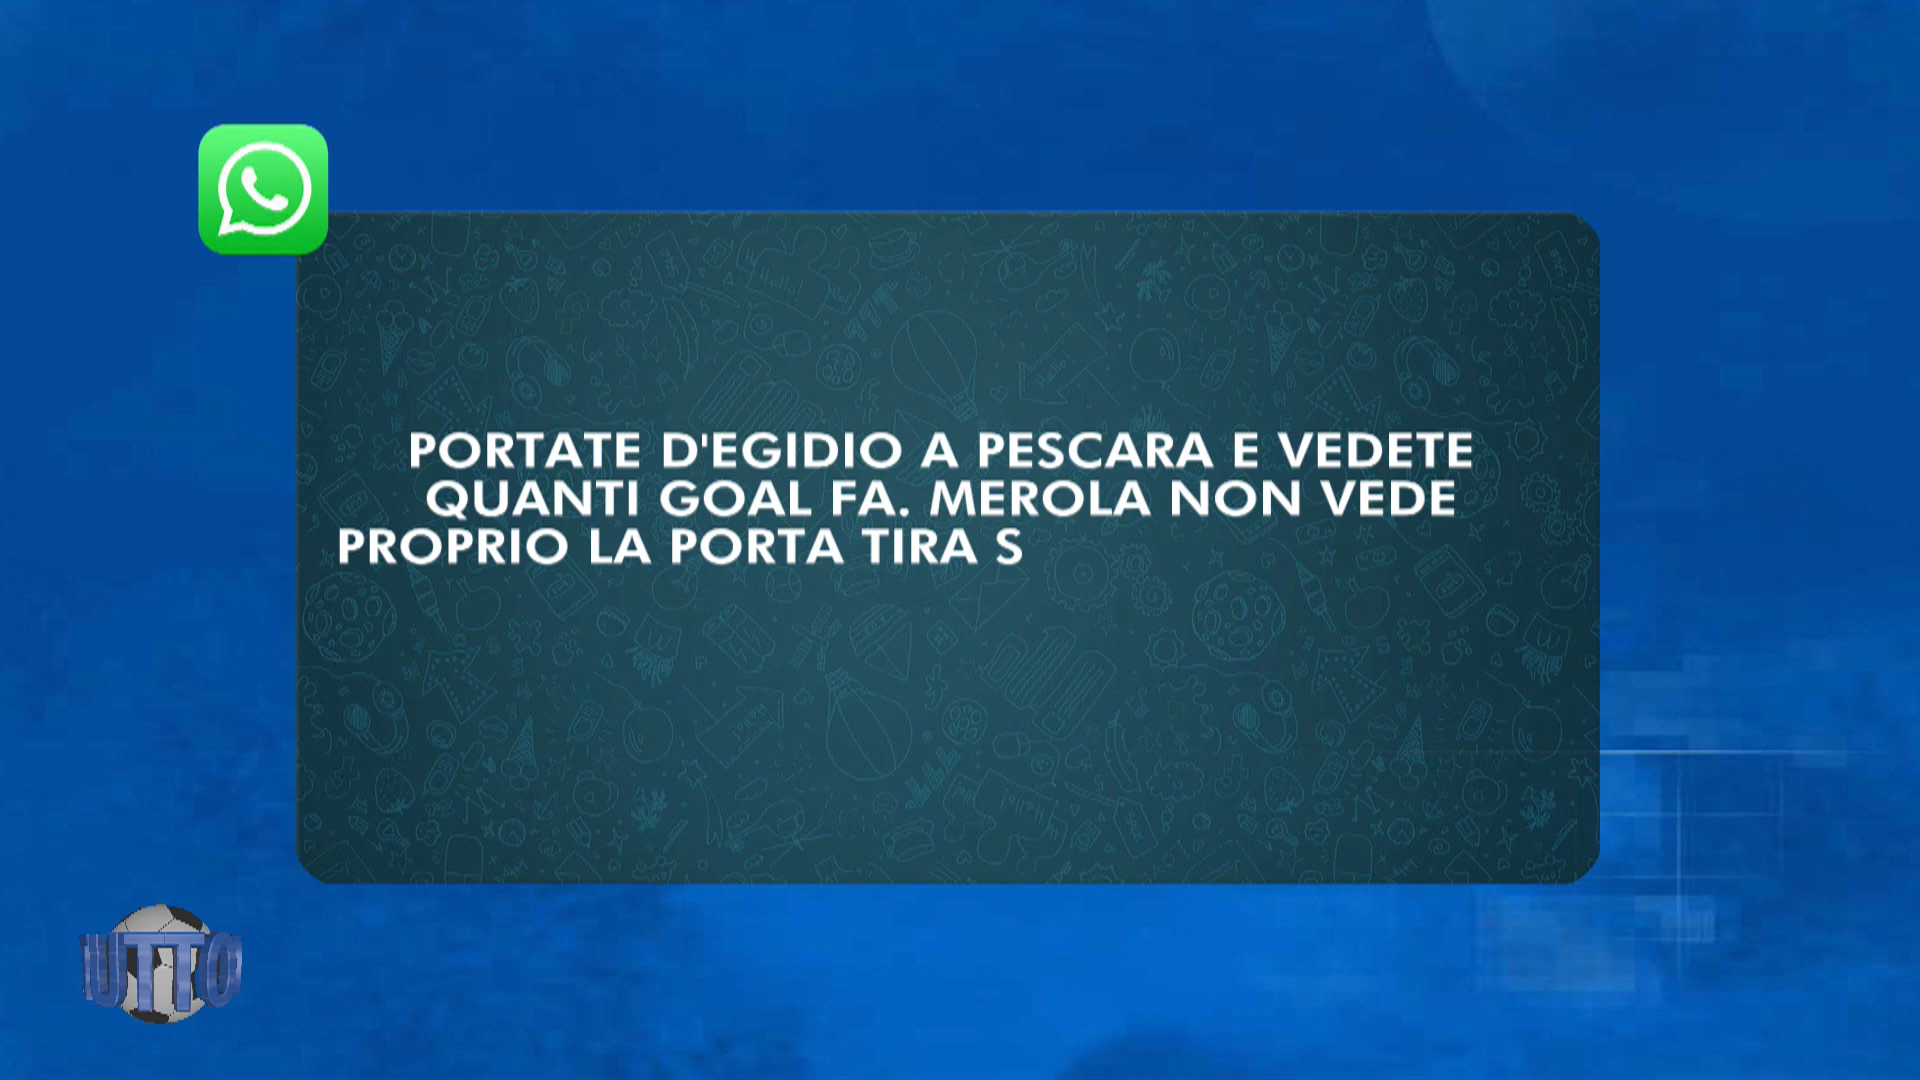 PORTATE D'EGIDIO A PESCARA E VEDETE
QUANTI GOAL FA. MEROLA NON VEDE
PROPRIO LA PORTA TIRA S
UTTO